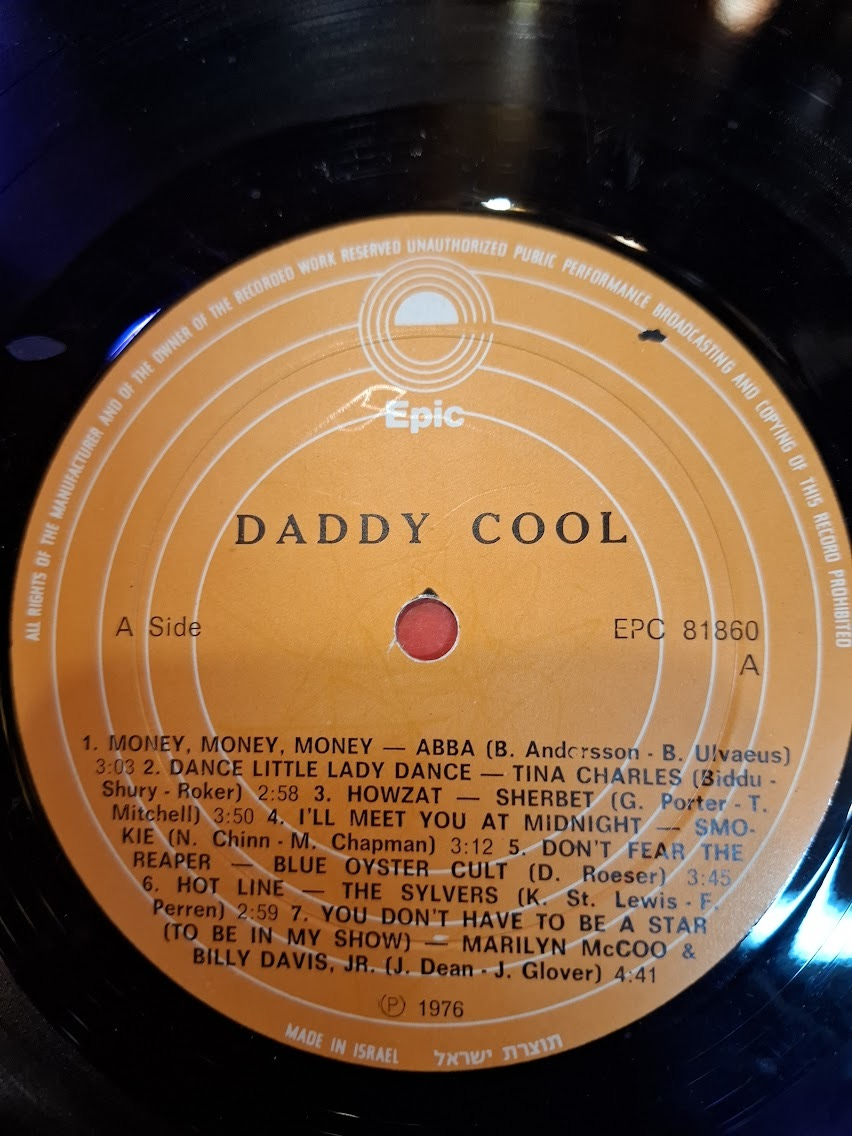 ALL RIGHTS OF THE MANUFACTURER AND OF THE OWNER OF THE RECORDED WORK RESERVED UNAUTHORIZED PUBLIC PERFORMANCE BROADCASTING AND COPYING OF THIS RECORD PROHIBITED
Epic
DADDY COOL
A Side
EPC 81860
A
1. MONEY, MONEY, MONEY — ABBA (B. Andersson - B. Ulvaeus)
3:03 2. DANCE LITTLE LADY DANCE — TINA CHARLES (Biddu -
Shury - Roker) 2:58 3. HOWZAT — SHERBET (G. Porter - T.
Mitchell) 3:50 4. I'LL MEET YOU AT MIDNIGHT — SMO-
KIE (N. Chinn - M. Chapman) 3:12 5. DON'T FEAR THE
REAPER — BLUE OYSTER CULT (D. Roeser) 3:45
6. HOT LINE — THE SYLVERS (K. St. Lewis - F.
Perren) 2:59 7. YOU DON'T HAVE TO BE A STAR
(TO BE IN MY SHOW) — MARILYN McCOO &
BILLY DAVIS, JR. (J. Dean - J. Glover) 4:41
Ⓟ 1976
MADE IN ISRAEL תוצרת ישראל